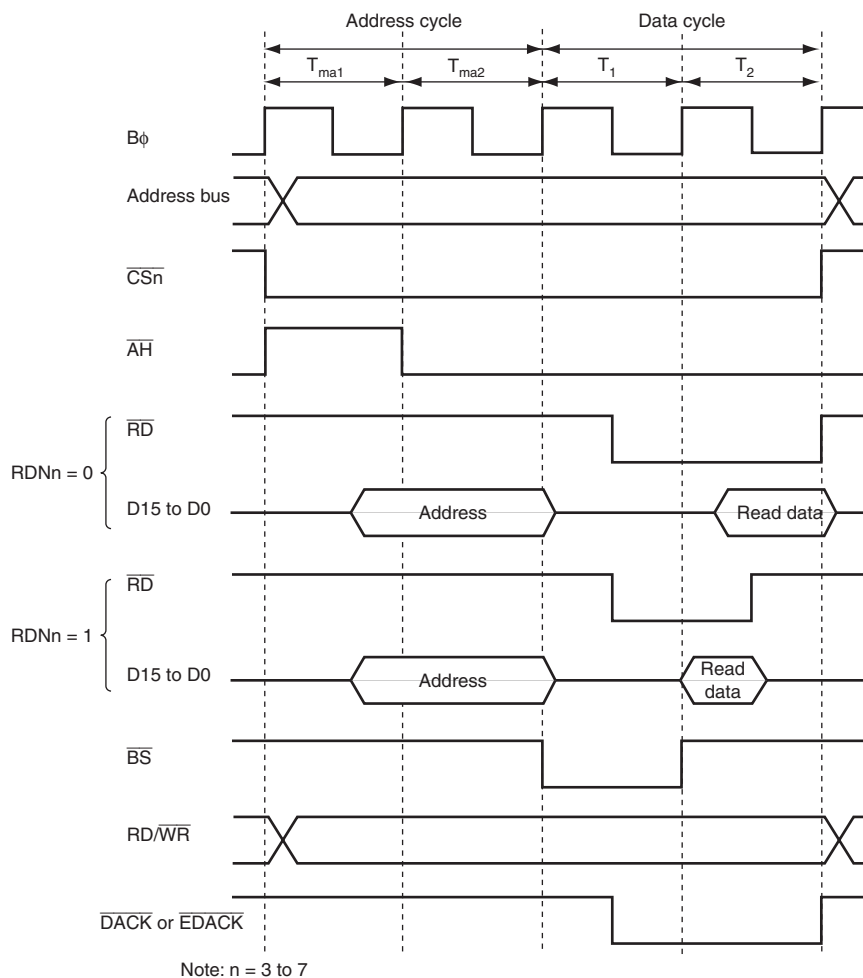 Address cycle Data cycle
Tma1 Tma2 T1 T2
Bϕ
Address bus
CSn
AH
RD
RDNn = 0
D15 to D0 Address Read data
RD
RDNn = 1
D15 to D0 Address Read
data
BS
RD/WR
DACK or EDACK
Note: n = 3 to 7